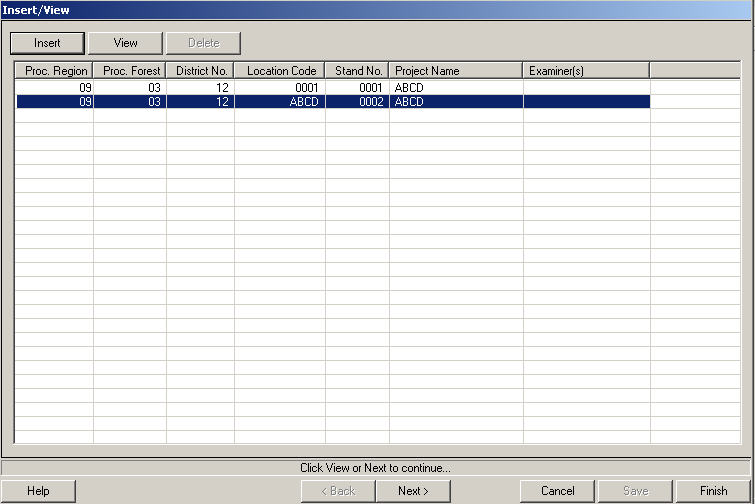 Insert/View
Insert View Delete
Proc. Region Proc. Forest District No. Location Code Stand No. Project Name Examiner(s)
09 03 12 0001 0001 ABCD
09 03 12 ABCD 0002 ABCD
Click View or Next to continue...
Help < Back Next > Cancel Save Finish